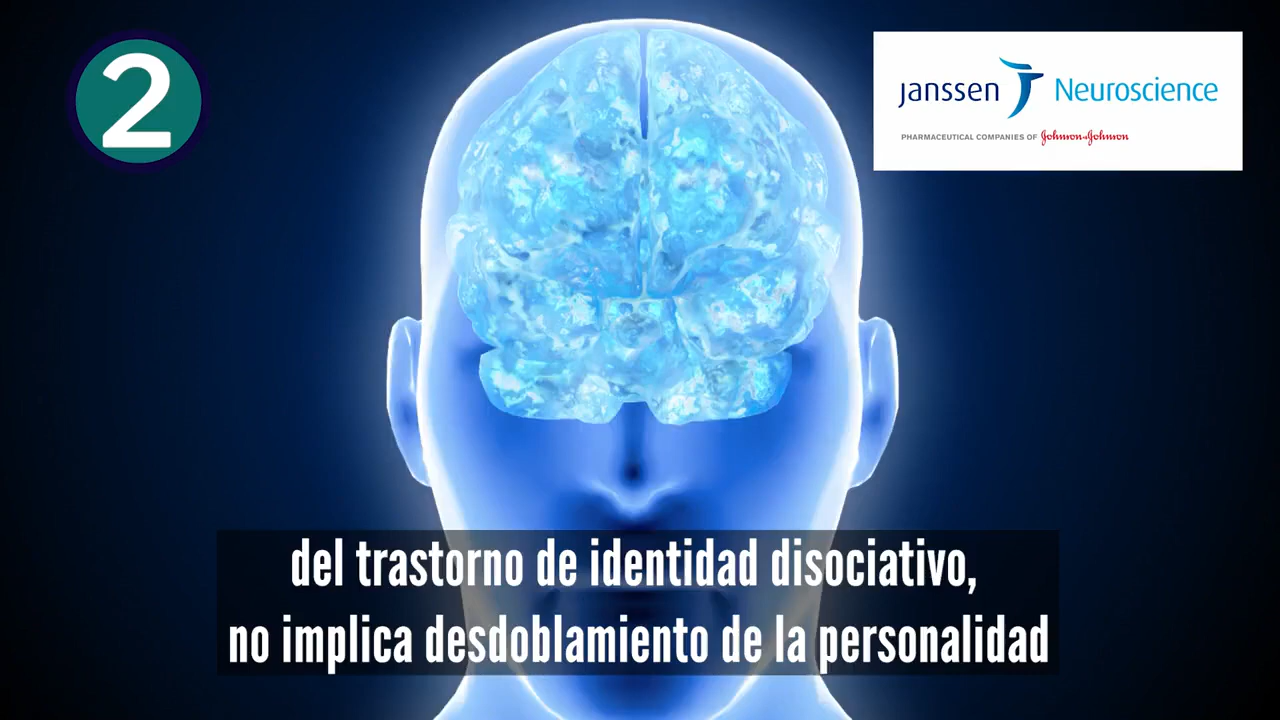 2
janssen Neuroscience
PHARMACEUTICAL COMPANIES OF Johnson & Johnson
del trastorno de identidad disociativo,
no implica desdoblamiento de la personalidad